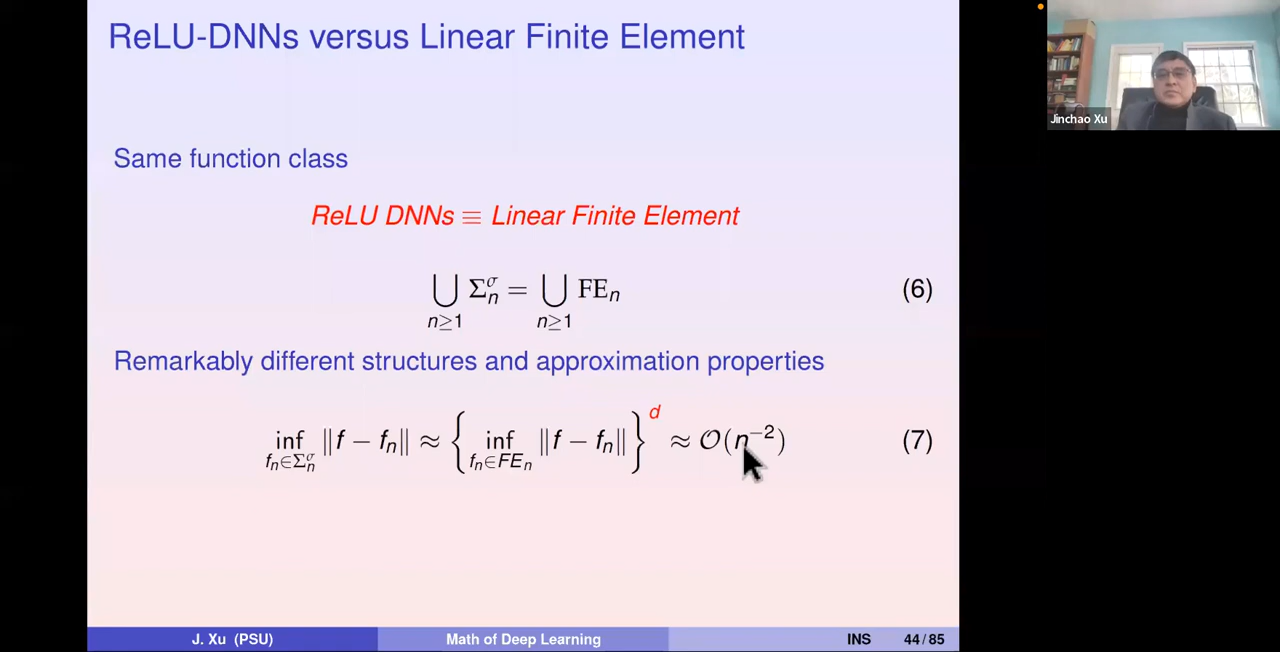 ReLU-DNNs versus Linear Finite Element
Jinchao Xu
Same function class
ReLU DNNs ≡ Linear Finite Element
⋃_{n≥1} Σ_n^σ = ⋃_{n≥1} FE_n (6)
Remarkably different structures and approximation properties
inf_{f_n∈Σ_n^σ} ‖f − f_n‖ ≈ { inf_{f_n∈FE_n} ‖f − f_n‖ }^d ≈ O(n^{−2}) (7)
J. Xu (PSU) Math of Deep Learning INS 44 / 85